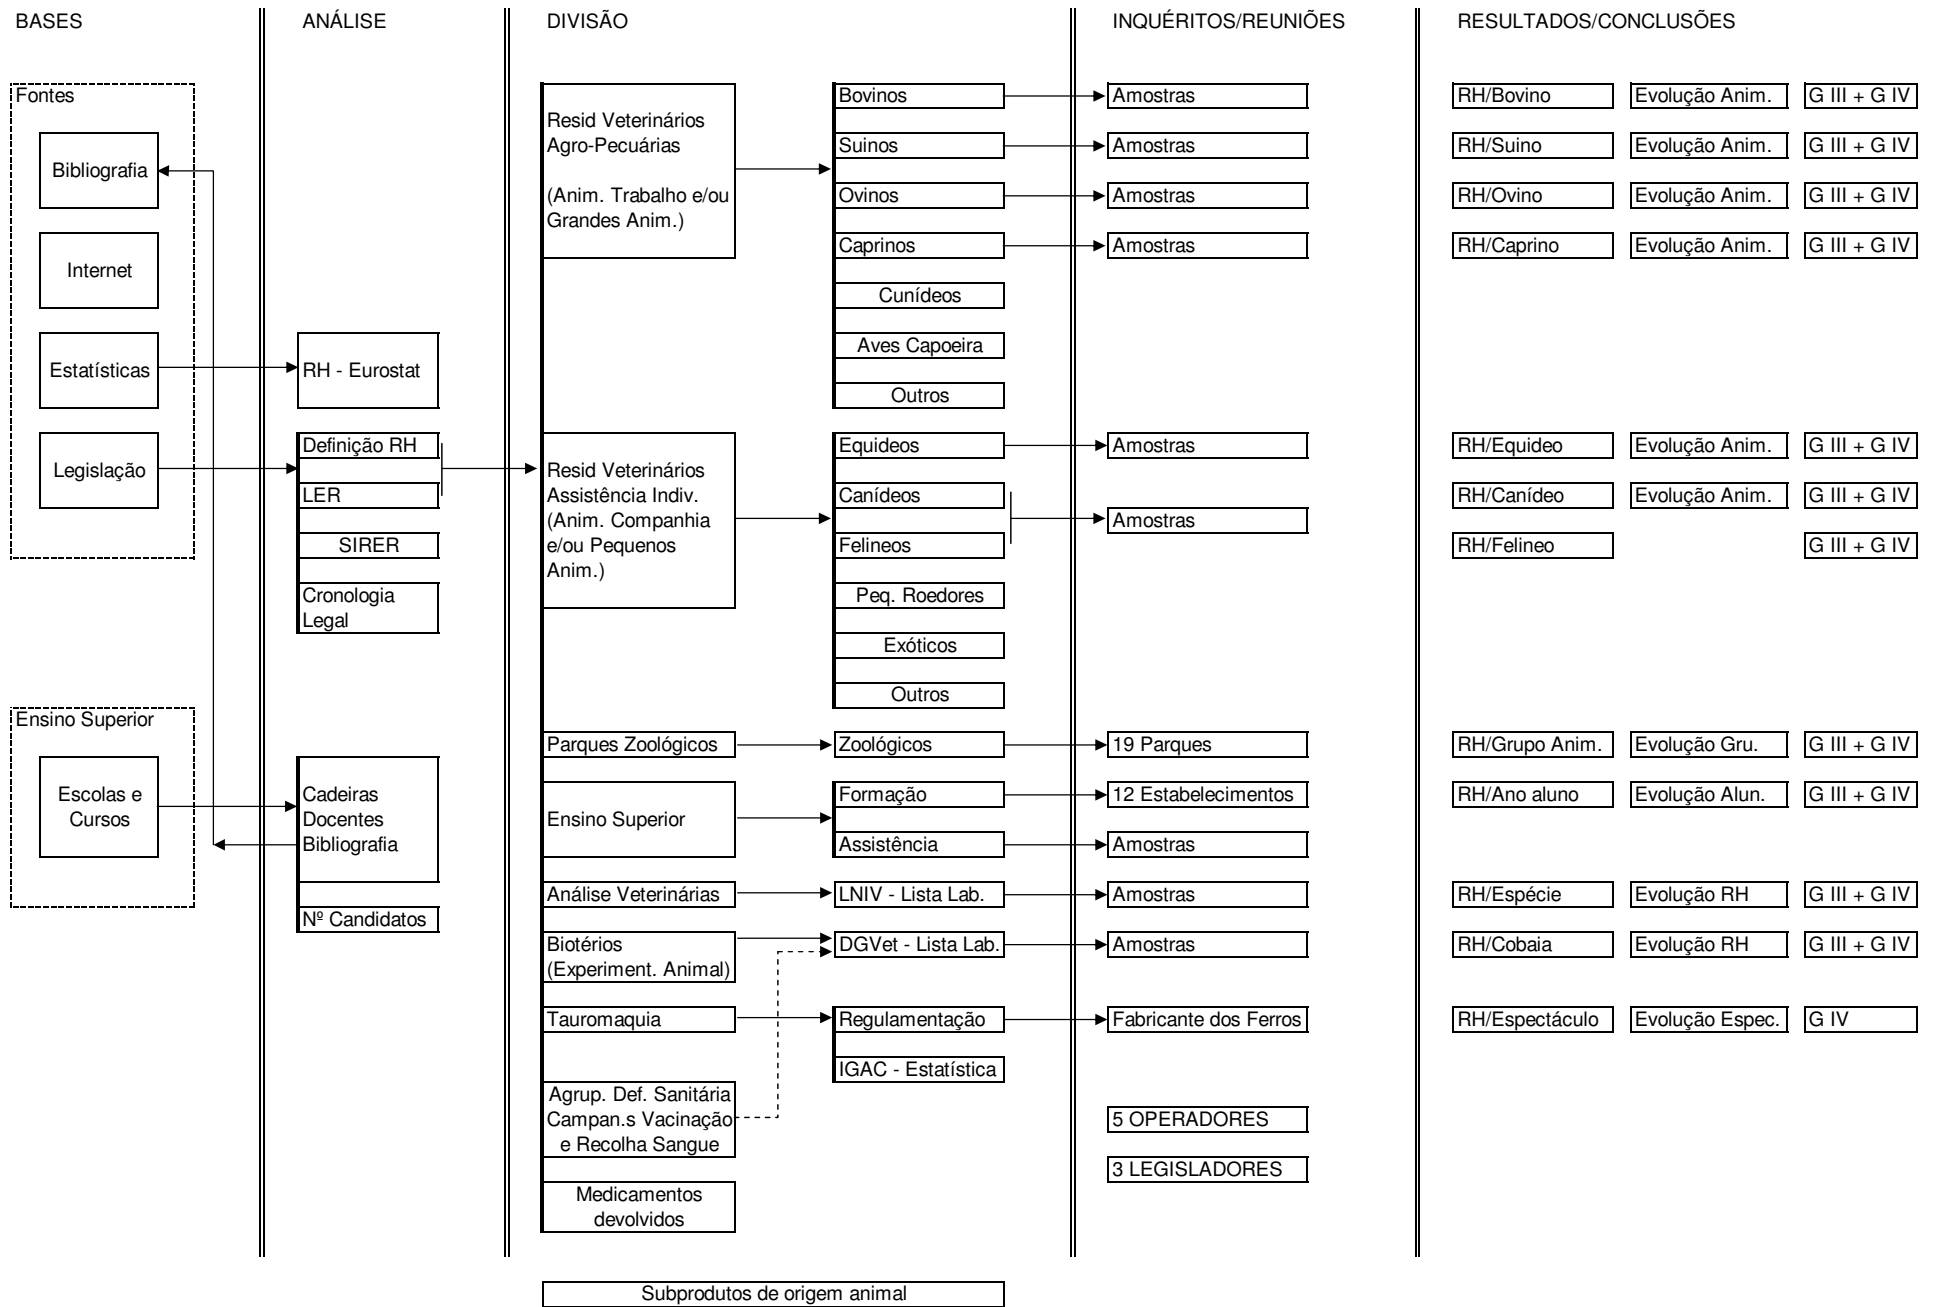 BASES
ANÁLISE
DIVISÃO
INQUÉRITOS/REUNIÕES
RESULTADOS/CONCLUSÕES
Fontes
Bibliografia
Internet
Estatísticas
Legislação
Ensino Superior
Escolas e
Cursos
RH - Eurostat
Definição RH
LER
SIRER
Cronologia
Legal
Cadeiras
Docentes
Bibliografia
Nº Candidatos
Resid Veterinários
Agro-Pecuárias
(Anim. Trabalho e/ou
Grandes Anim.)
Resid Veterinários
Assistência Indiv.
(Anim. Companhia
e/ou Pequenos
Anim.)
Parques Zoológicos
Ensino Superior
Análise Veterinárias
Biotérios
(Experiment. Animal)
Tauromaquia
Agrup. Def. Sanitária
Campan.s Vacinação
e Recolha Sangue
Medicamentos
devolvidos
Subprodutos de origem animal
Bovinos
Suinos
Ovinos
Caprinos
Cunídeos
Aves Capoeira
Outros
Equideos
Canídeos
Felineos
Peq. Roedores
Exóticos
Outros
Zoológicos
Formação
Assistência
LNIV - Lista Lab.
DGVet - Lista Lab.
Regulamentação
IGAC - Estatística
Amostras
Amostras
Amostras
Amostras
Amostras
Amostras
19 Parques
12 Estabelecimentos
Amostras
Amostras
Amostras
Fabricante dos Ferros
5 OPERADORES
3 LEGISLADORES
RH/Bovino Evolução Anim. G III + G IV
RH/Suino Evolução Anim. G III + G IV
RH/Ovino Evolução Anim. G III + G IV
RH/Caprino Evolução Anim. G III + G IV
RH/Equideo Evolução Anim. G III + G IV
RH/Canídeo Evolução Anim. G III + G IV
RH/Felineo G III + G IV
RH/Grupo Anim. Evolução Gru. G III + G IV
RH/Ano aluno Evolução Alun. G III + G IV
RH/Espécie Evolução RH G III + G IV
RH/Cobaia Evolução RH G III + G IV
RH/Espectáculo Evolução Espec. G IV